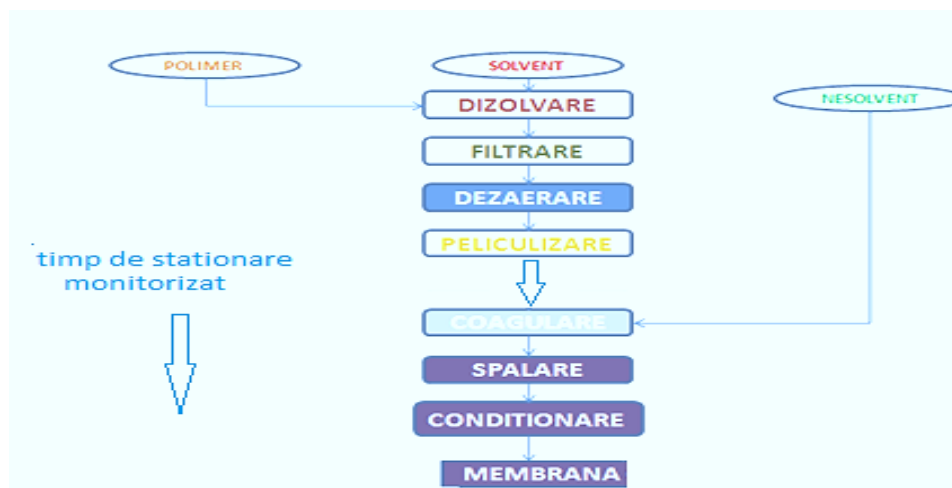 POLIMER
SOLVENT
NESOLVENT
DIZOLVARE
FILTRARE
DEZAERARE
PELICULIZARE
timp de stationare
monitorizat
COAGULARE
SPALARE
CONDITIONARE
MEMBRANA